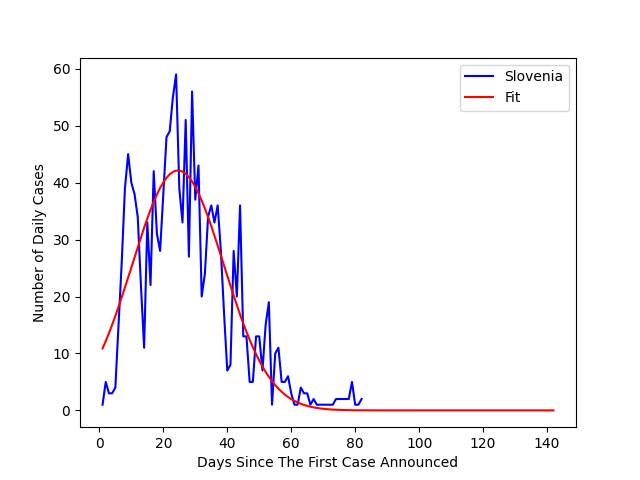 Slovenia
Fit
Number of Daily Cases
60
50
40
30
20
10
0
0 20 40 60 80 100 120 140
Days Since The First Case Announced